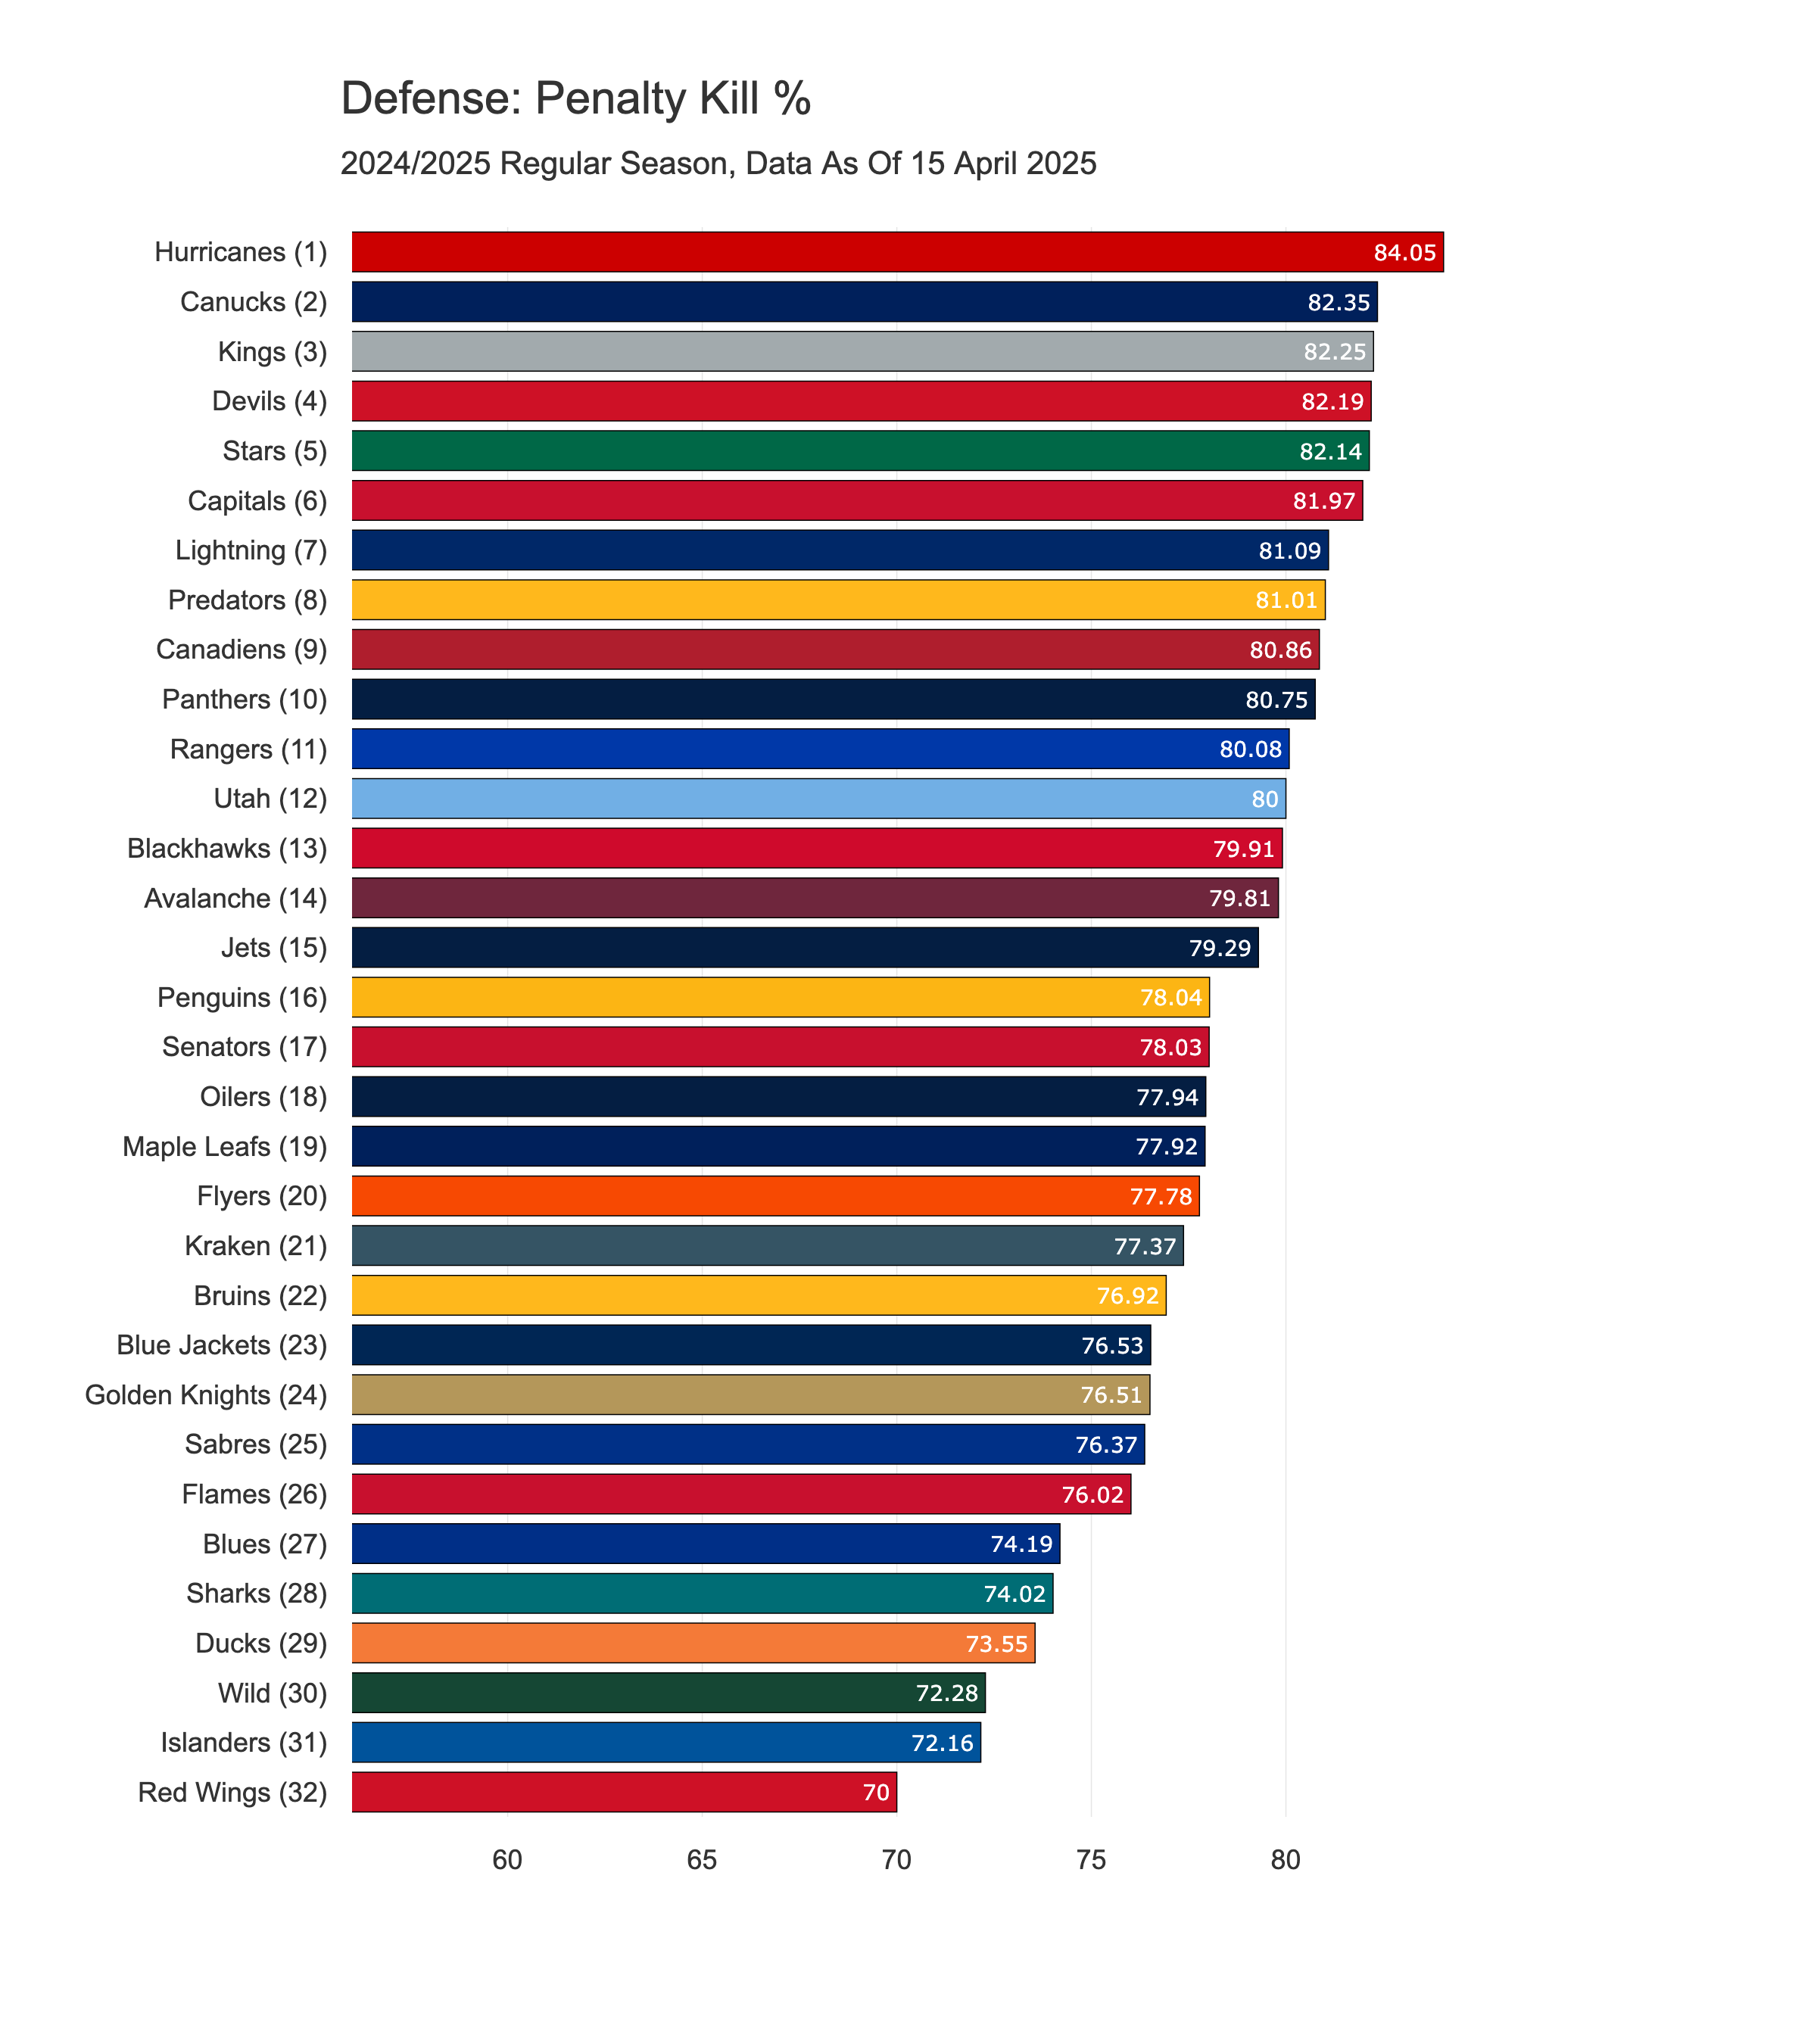 Defense: Penalty Kill %
2024/2025 Regular Season, Data As Of 15 April 2025
Hurricanes (1) 84.05
Canucks (2) 82.35
Kings (3) 82.25
Devils (4) 82.19
Stars (5) 82.14
Capitals (6) 81.97
Lightning (7) 81.09
Predators (8) 81.01
Canadiens (9) 80.86
Panthers (10) 80.75
Rangers (11) 80.08
Utah (12) 80
Blackhawks (13) 79.91
Avalanche (14) 79.81
Jets (15) 79.29
Penguins (16) 78.04
Senators (17) 78.03
Oilers (18) 77.94
Maple Leafs (19) 77.92
Flyers (20) 77.78
Kraken (21) 77.37
Bruins (22) 76.92
Blue Jackets (23) 76.53
Golden Knights (24) 76.51
Sabres (25) 76.37
Flames (26) 76.02
Blues (27) 74.19
Sharks (28) 74.02
Ducks (29) 73.55
Wild (30) 72.28
Islanders (31) 72.16
Red Wings (32) 70
60 65 70 75 80